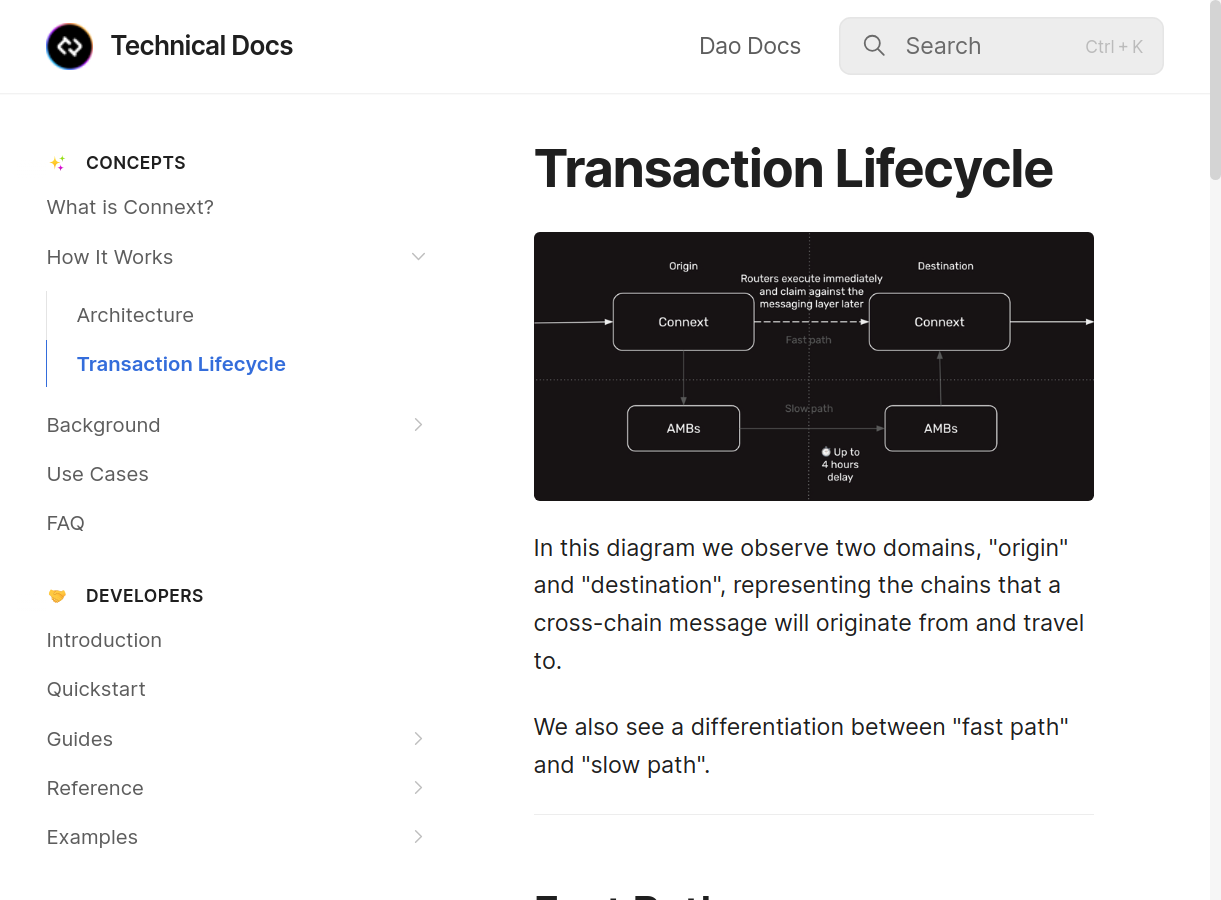 Technical Docs
Dao Docs
Search
Ctrl + K
CONCEPTS
What is Connext?
How It Works
Architecture
Transaction Lifecycle
Background
Use Cases
FAQ
DEVELOPERS
Introduction
Quickstart
Guides
Reference
Examples
Transaction Lifecycle
Origin
Destination
Routers execute immediately
and claim against the
messaging layer later
Connext
Connext
Fast path
Slow path
AMBs
AMBs
Up to
4 hours
delay
In this diagram we observe two domains, "origin"
and "destination", representing the chains that a
cross-chain message will originate from and travel
to.
We also see a differentiation between "fast path"
and "slow path".